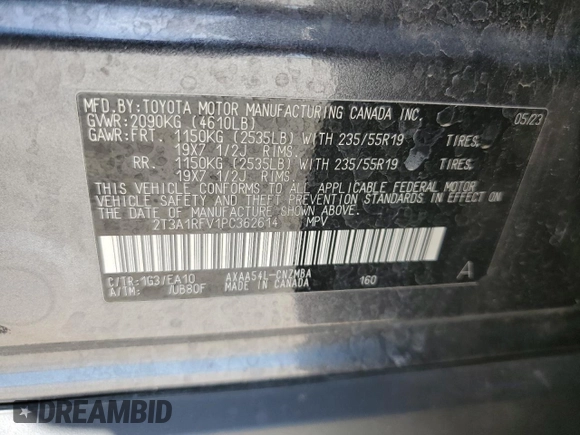 MFD.BY:TOYOTA MOTOR MANUFACTURING CANADA INC. 05/23
GVWR:2090KG (4610LB)
GAWR:FRT. 1150KG (2535LB) WITH 235/55R19 TIRES,
19X7 1/2J RIMS,
RR. 1150KG (2535LB) WITH 235/55R19 TIRES,
19X7 1/2J RIMS,
THIS VEHICLE CONFORMS TO ALL APPLICABLE FEDERAL MOTOR
VEHICLE SAFETY AND THEFT PREVENTION STANDARDS IN EFFECT ON
THE DATE OF MANUFACTURE SHOWN ABOVE.
2T3A1RFV1PC362614 MPV
C/TR:1G3/EA10 AXAA54L-CNZMBA 160 A
A/TM: /UB80F MADE IN CANADA
DREAMBID